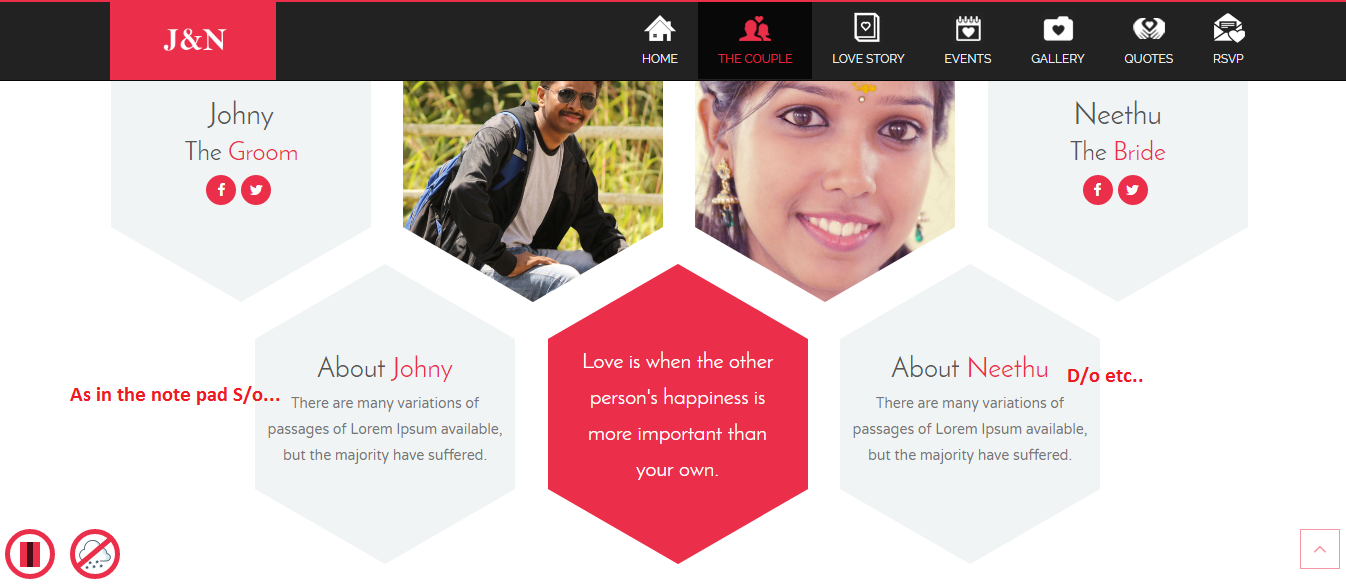 J&N
HOME
THE COUPLE
LOVE STORY
EVENTS
GALLERY
QUOTES
RSVP
Johny
The Groom
Neethu
The Bride
About Johny
As in the note pad S/o...
There are many variations of
passages of Lorem Ipsum available,
but the majority have suffered.
Love is when the other
person's happiness is
more important than
your own.
About Neethu
D/o etc..
There are many variations of
passages of Lorem Ipsum available,
but the majority have suffered.